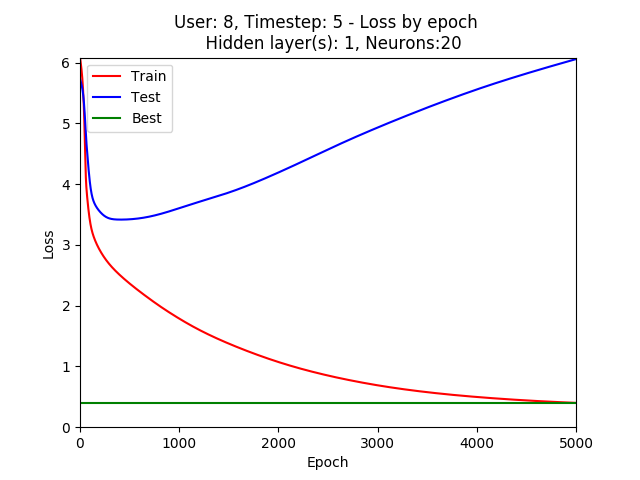 User: 8, Timestep: 5 - Loss by epoch
Hidden layer(s): 1, Neurons:20
Train
Test
Best
6
5
4
3
2
1
0
Loss
0 1000 2000 3000 4000 5000
Epoch